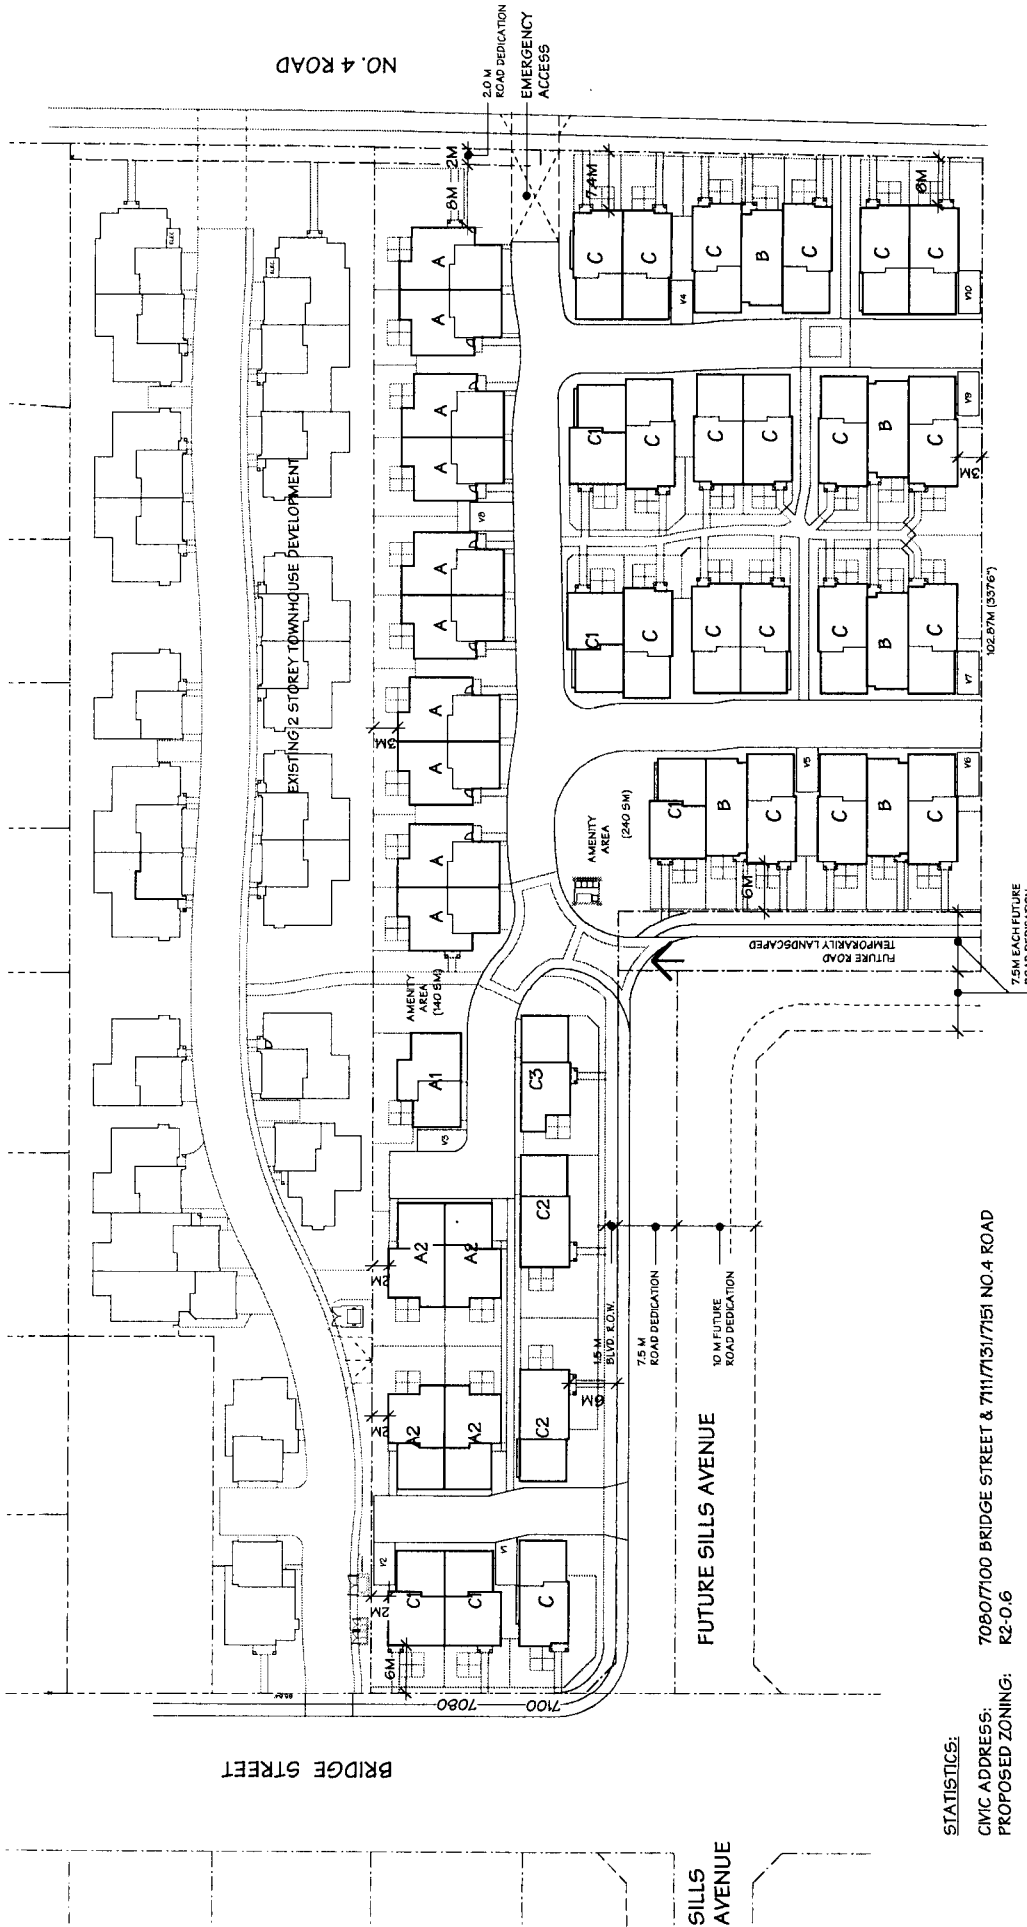 NO. 4 ROAD
2.0 M
ROAD DEDICATION
EMERGENCY
ACCESS
2M
8M
7.4M
6M
ELEC
ELEC
EXISTING 2 STOREY TOWNHOUSE DEVELOPMENT
A
A
A
A
V8
A
A
3M
A
A
A
A
C
C
V4
C
B
C
C
C
V10
C1
C
C
C
C
B
C
V9
3M
C1
C
C
C
C
B
C
V7
102.87M (337.6")
AMENITY
AREA
(240 SM)
C1
B
C
V5
C
B
C
V6
6M
FUTURE ROAD
TEMPORARILY LANDSCAPED
7.5M EACH FUTURE
ROAD DEDICATION
AMENITY
AREA
(140 SM)
A1
V3
C3
A2
A2
2M
C2
A2
A2
2M
C2
6M
1.5 M
BLVD. R.O.W.
7.5 M
ROAD DEDICATION
10 M FUTURE
ROAD DEDICATION
V2
V1
C1
C1
2M
C
6M
7080
7100
FUTURE SILLS AVENUE
BRIDGE STREET
SILLS
AVENUE
STATISTICS:
CIVIC ADDRESS: 7080/7100 BRIDGE STREET & 7111/7131/7151 NO.4 ROAD
PROPOSED ZONING: R2-0.6